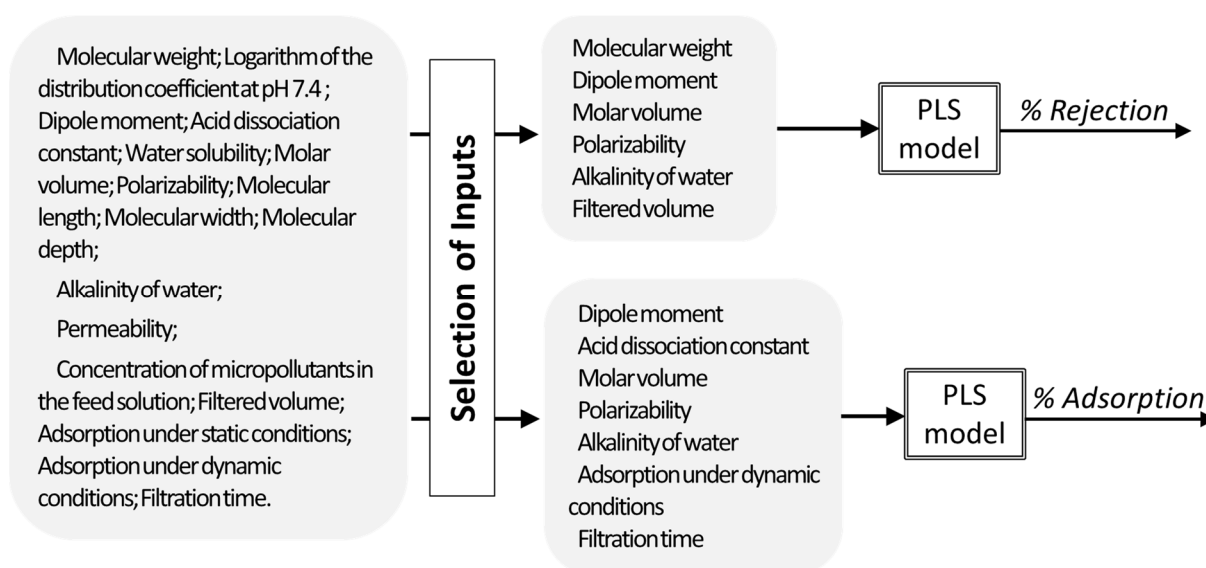 Molecular weight; Logarithm of the
distribution coefficient at pH 7.4 ;
Dipole moment; Acid dissociation
constant; Water solubility; Molar
volume; Polarizability; Molecular
length; Molecular width; Molecular
depth;
Alkalinity of water;
Permeability;
Concentration of micropollutants in
the feed solution; Filtered volume;
Adsorption under static conditions;
Adsorption under dynamic
conditions; Filtration time.
Selection of Inputs
Molecular weight
Dipole moment
Molar volume
Polarizability
Alkalinity of water
Filtered volume
PLS
model
% Rejection
Dipole moment
Acid dissociation constant
Molar volume
Polarizability
Alkalinity of water
Adsorption under dynamic
conditions
Filtration time
PLS
model
% Adsorption